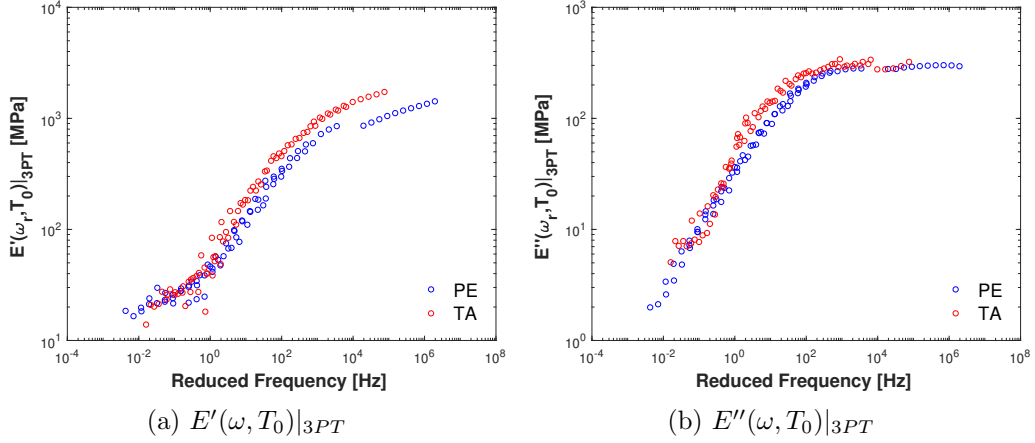 10^4
10^3
10^2
10^1
E'(ω_r,T_0)|_3PT [MPa]
PE
TA
10^-4 10^-2 10^0 10^2 10^4 10^6 10^8
Reduced Frequency [Hz]
(a) E′(ω, T_0)|_3PT
10^3
10^2
10^1
10^0
E''(ω_r,T_0)|_3PT [MPa]
PE
TA
10^-4 10^-2 10^0 10^2 10^4 10^6 10^8
Reduced Frequency [Hz]
(b) E′′(ω, T_0)|_3PT